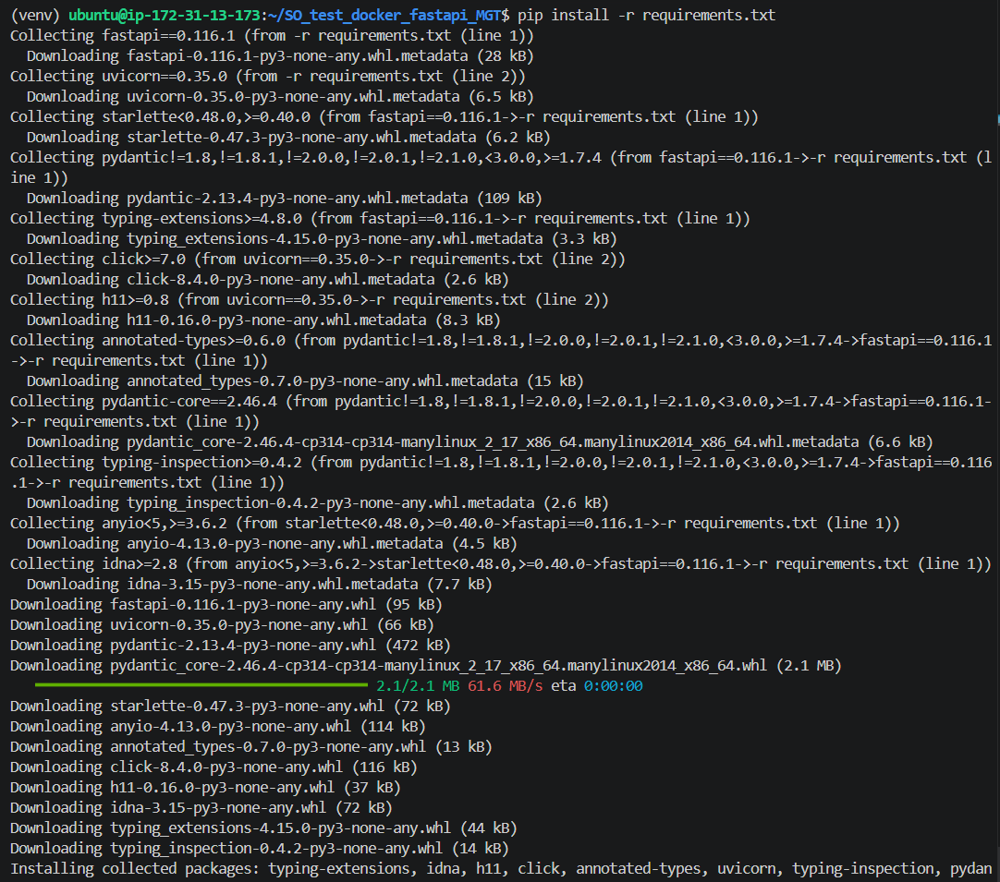 (venv) ubuntu@ip-172-31-13-173:~/SO_test_docker_fastapi_MGT$ pip install -r requirements.txt
Collecting fastapi==0.116.1 (from -r requirements.txt (line 1))
  Downloading fastapi-0.116.1-py3-none-any.whl.metadata (28 kB)
Collecting uvicorn==0.35.0 (from -r requirements.txt (line 2))
  Downloading uvicorn-0.35.0-py3-none-any.whl.metadata (6.5 kB)
Collecting starlette<0.48.0,>=0.40.0 (from fastapi==0.116.1->-r requirements.txt (line 1))
  Downloading starlette-0.47.3-py3-none-any.whl.metadata (6.2 kB)
Collecting pydantic!=1.8,!=1.8.1,!=2.0.0,!=2.0.1,!=2.1.0,<3.0.0,>=1.7.4 (from fastapi==0.116.1->-r requirements.txt (l
ine 1))
  Downloading pydantic-2.13.4-py3-none-any.whl.metadata (109 kB)
Collecting typing-extensions>=4.8.0 (from fastapi==0.116.1->-r requirements.txt (line 1))
  Downloading typing_extensions-4.15.0-py3-none-any.whl.metadata (3.3 kB)
Collecting click>=7.0 (from uvicorn==0.35.0->-r requirements.txt (line 2))
  Downloading click-8.4.0-py3-none-any.whl.metadata (2.6 kB)
Collecting h11>=0.8 (from uvicorn==0.35.0->-r requirements.txt (line 2))
  Downloading h11-0.16.0-py3-none-any.whl.metadata (8.3 kB)
Collecting annotated-types>=0.6.0 (from pydantic!=1.8,!=1.8.1,!=2.0.0,!=2.0.1,!=2.1.0,<3.0.0,>=1.7.4->fastapi==0.116.1
->-r requirements.txt (line 1))
  Downloading annotated_types-0.7.0-py3-none-any.whl.metadata (15 kB)
Collecting pydantic-core==2.46.4 (from pydantic!=1.8,!=1.8.1,!=2.0.0,!=2.0.1,!=2.1.0,<3.0.0,>=1.7.4->fastapi==0.116.1-
>-r requirements.txt (line 1))
  Downloading pydantic_core-2.46.4-cp314-cp314-manylinux_2_17_x86_64.manylinux2014_x86_64.whl.metadata (6.6 kB)
Collecting typing-inspection>=0.4.2 (from pydantic!=1.8,!=1.8.1,!=2.0.0,!=2.0.1,!=2.1.0,<3.0.0,>=1.7.4->fastapi==0.116
.1->-r requirements.txt (line 1))
  Downloading typing_inspection-0.4.2-py3-none-any.whl.metadata (2.6 kB)
Collecting anyio<5,>=3.6.2 (from starlette<0.48.0,>=0.40.0->fastapi==0.116.1->-r requirements.txt (line 1))
  Downloading anyio-4.13.0-py3-none-any.whl.metadata (4.5 kB)
Collecting idna>=2.8 (from anyio<5,>=3.6.2->starlette<0.48.0,>=0.40.0->fastapi==0.116.1->-r requirements.txt (line 1))
  Downloading idna-3.15-py3-none-any.whl.metadata (7.7 kB)
Downloading fastapi-0.116.1-py3-none-any.whl (95 kB)
Downloading uvicorn-0.35.0-py3-none-any.whl (66 kB)
Downloading pydantic-2.13.4-py3-none-any.whl (472 kB)
Downloading pydantic_core-2.46.4-cp314-cp314-manylinux_2_17_x86_64.manylinux2014_x86_64.whl (2.1 MB)
2.1/2.1 MB 61.6 MB/s eta 0:00:00
Downloading starlette-0.47.3-py3-none-any.whl (72 kB)
Downloading anyio-4.13.0-py3-none-any.whl (114 kB)
Downloading annotated_types-0.7.0-py3-none-any.whl (13 kB)
Downloading click-8.4.0-py3-none-any.whl (116 kB)
Downloading h11-0.16.0-py3-none-any.whl (37 kB)
Downloading idna-3.15-py3-none-any.whl (72 kB)
Downloading typing_extensions-4.15.0-py3-none-any.whl (44 kB)
Downloading typing_inspection-0.4.2-py3-none-any.whl (14 kB)
Installing collected packages: typing-extensions, idna, h11, click, annotated-types, uvicorn, typing-inspection, pydan